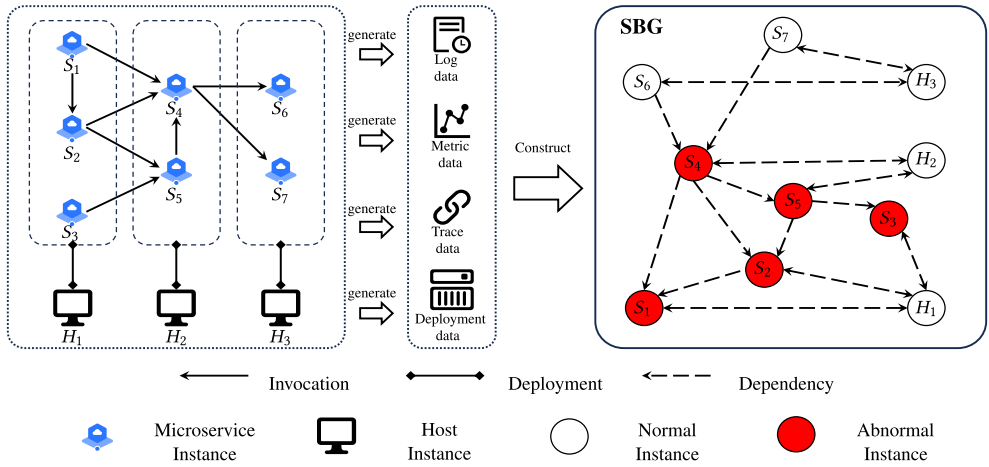 S1
S2
S3
S4
S5
S6
S7
H1
H2
H3
generate
generate
generate
generate
Log
data
Metric
data
Trace
data
Deployment
data
Construct
SBG
S7
S6
H3
S4
H2
S5
S3
S2
S1
H1
Invocation
Deployment
Dependency
Microservice
Instance
Host
Instance
Normal
Instance
Abnormal
Instance